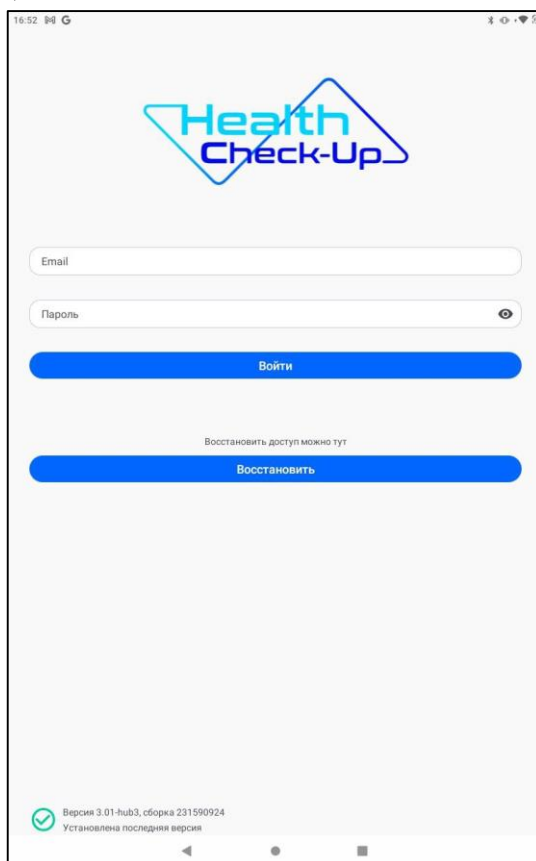 16:52
Health
Check-Up
Email
Пароль
Войти
Восстановить доступ можно тут
Восстановить
Версия 3.01-hub3, сборка 231590924
Установлена последняя версия